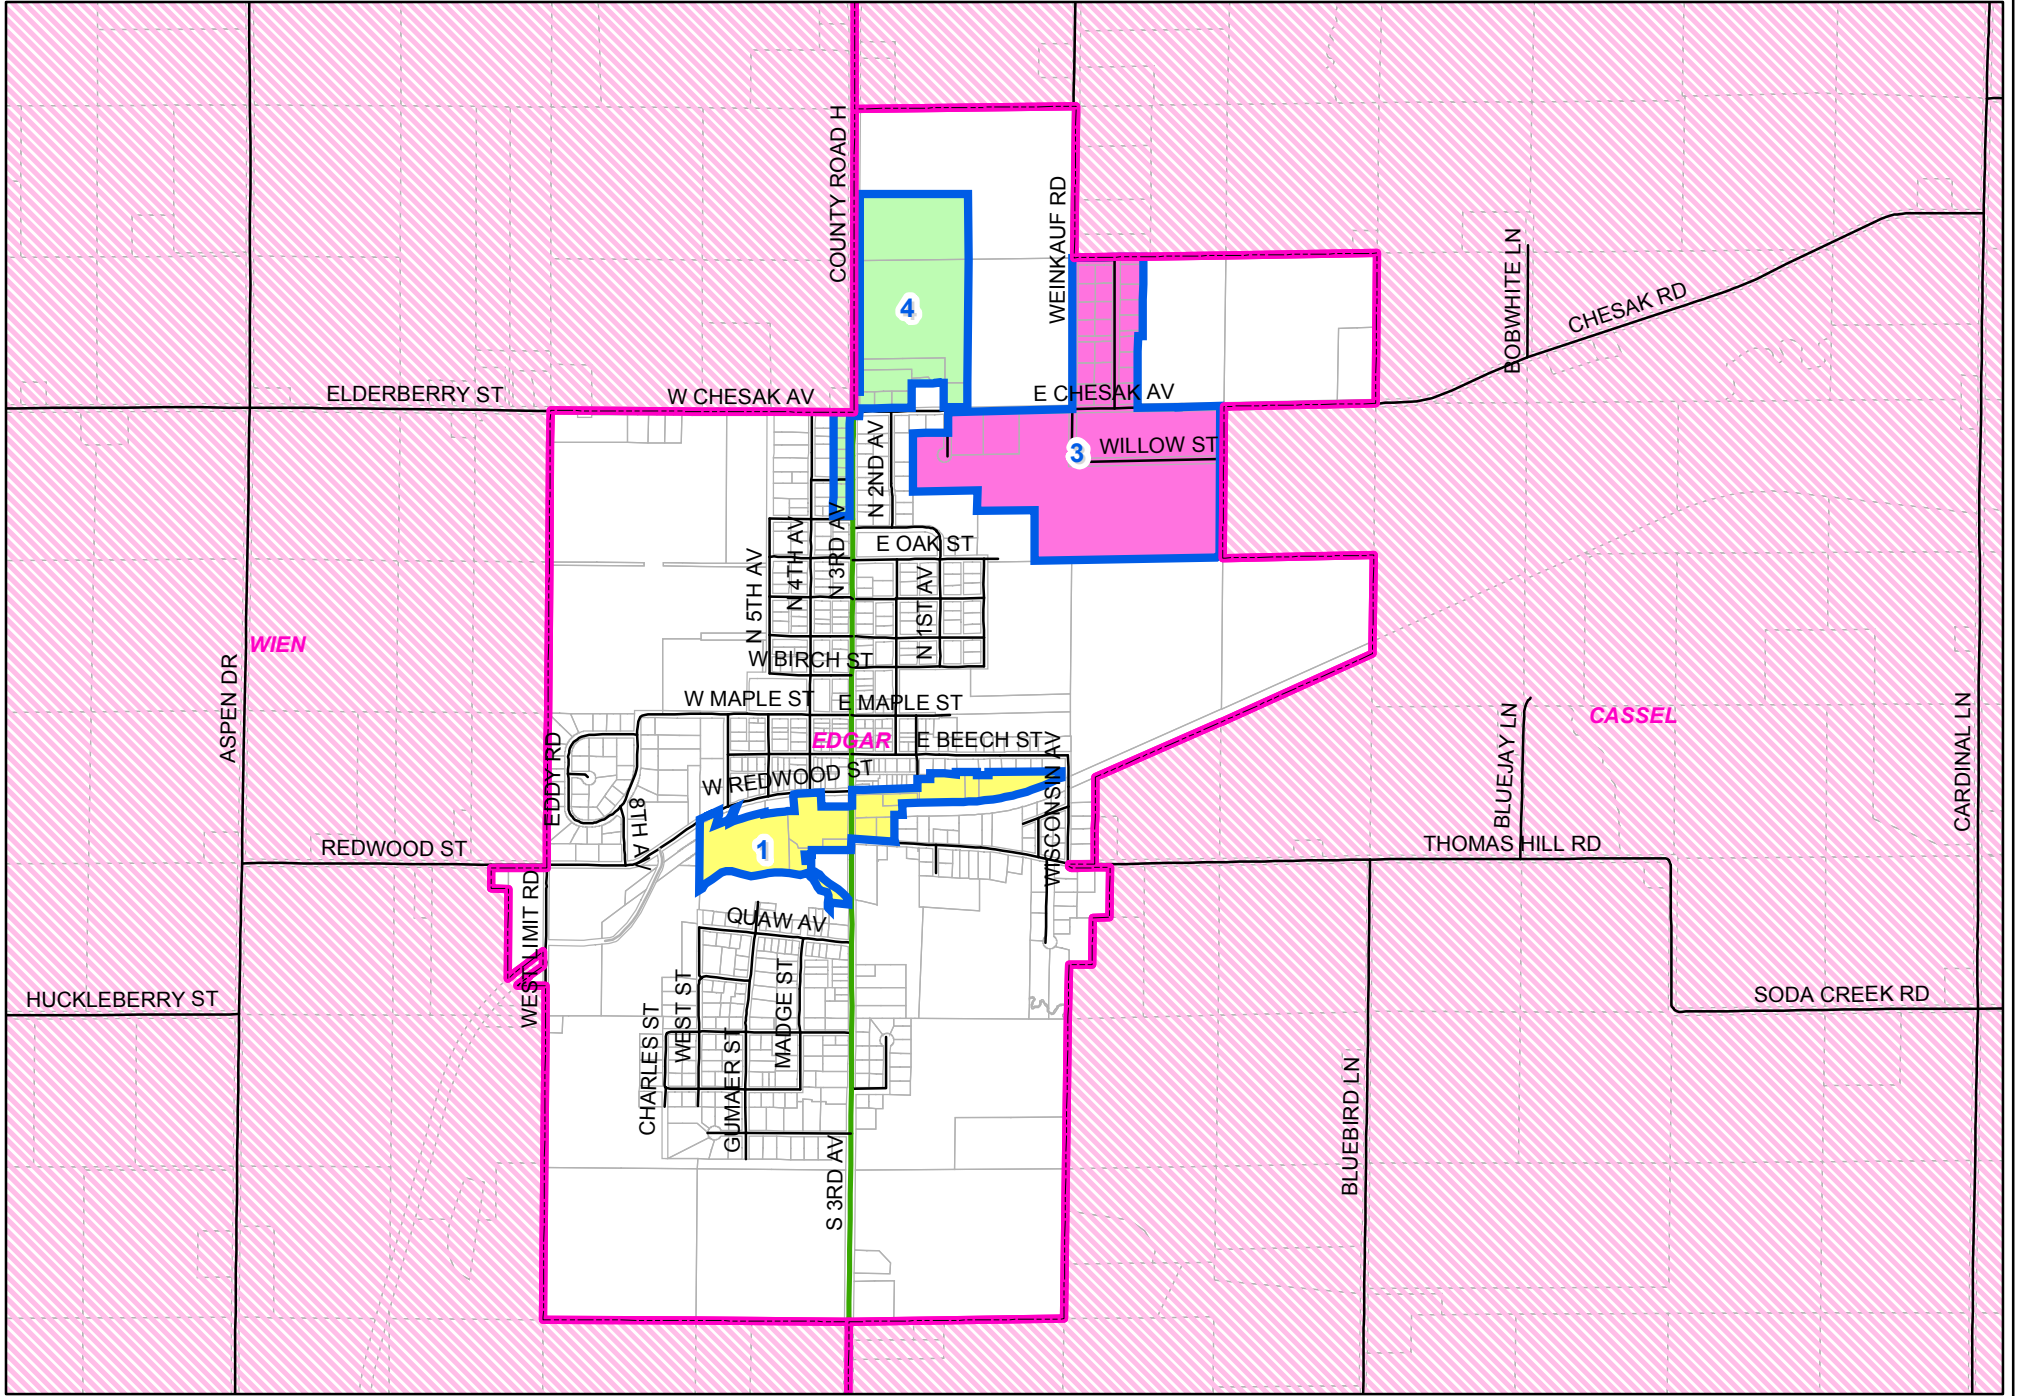 COUNTY ROAD H
WEINKAUF RD
BOBWHITE LN
CHESAK RD
4
ELDERBERRY ST
W CHESAK AV
E CHESAK AV
WILLOW ST
3
N 2ND AV
N 3RD AV
N 4TH AV
N 5TH AV
E OAK ST
N 1ST AV
WIEN
W BIRCH ST
ASPEN DR
W MAPLE ST
E MAPLE ST
CASSEL
EDGAR
E BEECH ST
EDDY RD
W REDWOOD ST
WISCONSIN AV
BLUEJAY LN
CARDINAL LN
8TH AV
1
REDWOOD ST
THOMAS HILL RD
WEST LIMIT RD
QUAW AV
HUCKLEBERRY ST
SODA CREEK RD
CHARLES ST
WEST ST
GUMAER ST
MADGE ST
S 3RD AV
BLUEBIRD LN